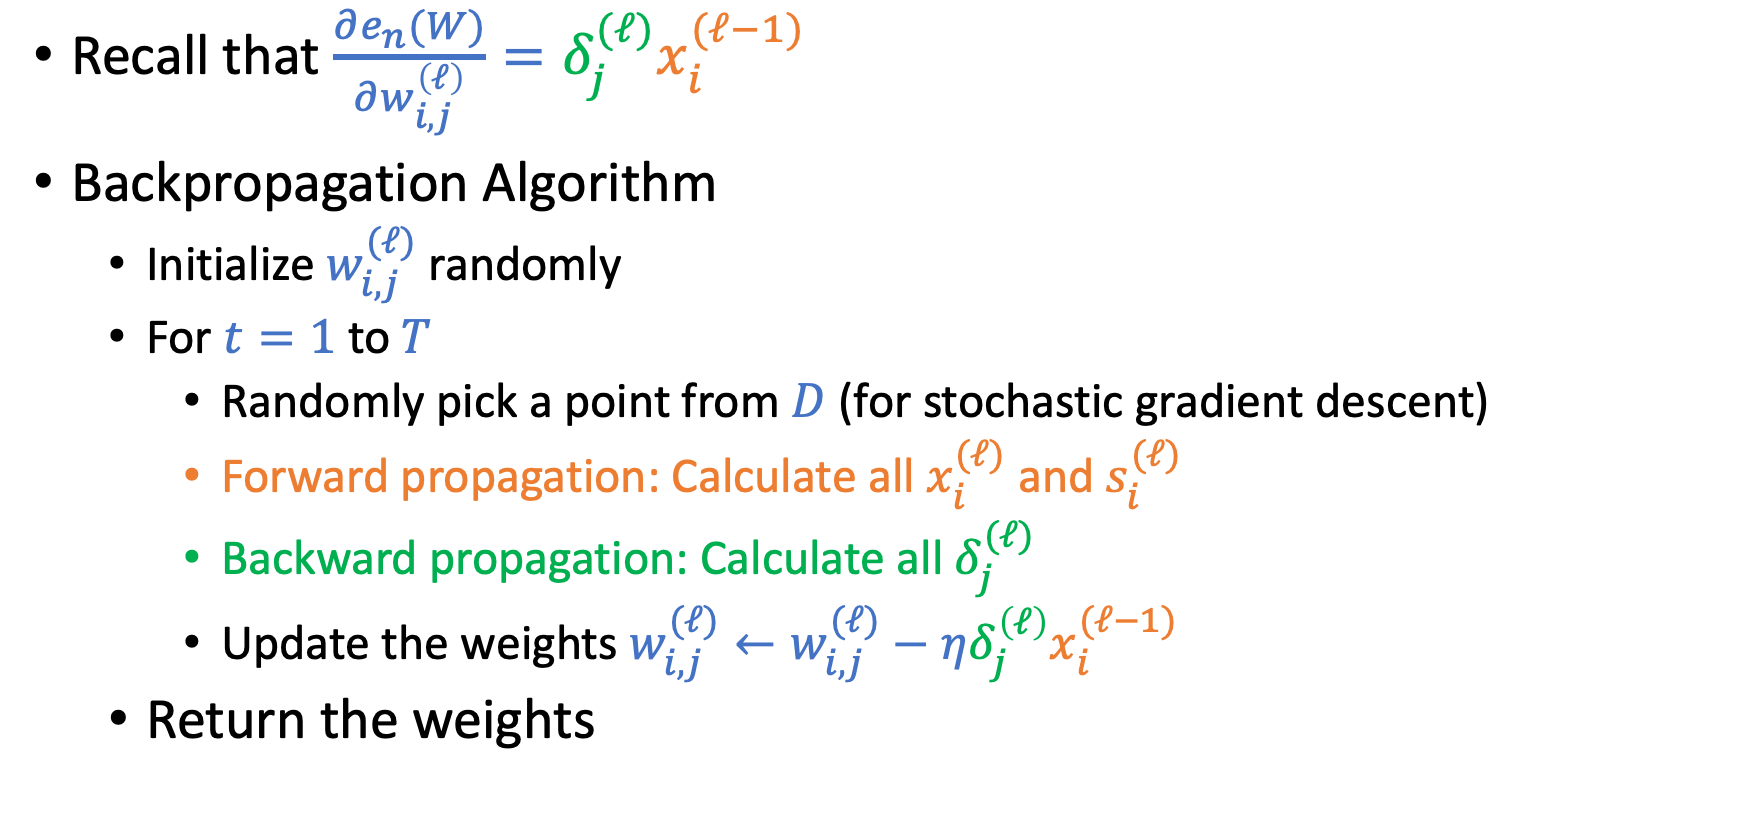 • Recall that ∂eₙ(W)/∂w_{i,j}^{(ℓ)} = δ_j^{(ℓ)} x_i^{(ℓ−1)}
• Backpropagation Algorithm
• Initialize w_{i,j}^{(ℓ)} randomly
• For t = 1 to T
• Randomly pick a point from D (for stochastic gradient descent)
• Forward propagation: Calculate all x_i^{(ℓ)} and s_i^{(ℓ)}
• Backward propagation: Calculate all δ_j^{(ℓ)}
• Update the weights w_{i,j}^{(ℓ)} ← w_{i,j}^{(ℓ)} − ηδ_j^{(ℓ)} x_i^{(ℓ−1)}
• Return the weights